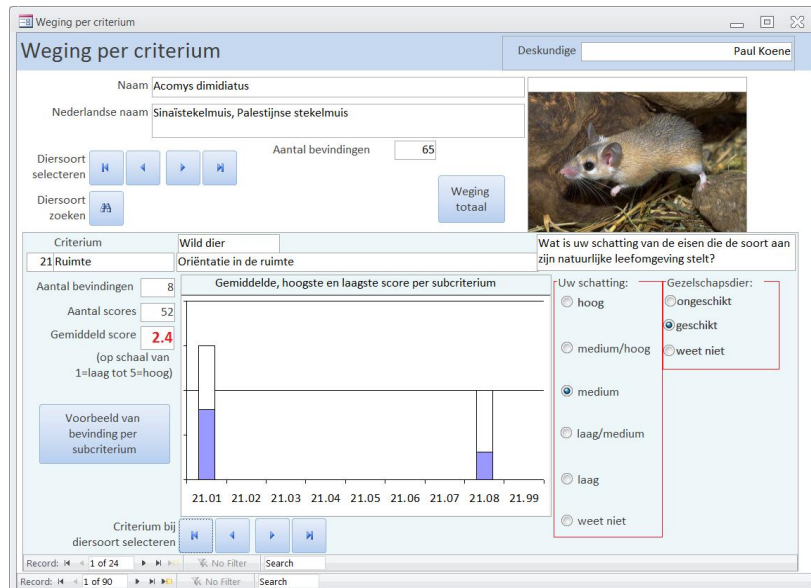 Weging per criterium
Weging per criterium
Deskundige Paul Koene
Naam Acomys dimidiatus
Nederlandse naam Sinaïstekelmuis, Palestijnse stekelmuis
Aantal bevindingen 65
Diersoort
selecteren
Diersoort
zoeken
Weging
totaal
Criterium Wild dier
21 Ruimte Oriëntatie in de ruimte
Wat is uw schatting van de eisen die de soort aan
zijn natuurlijke leefomgeving stelt?
Aantal bevindingen 8
Aantal scores 52
Gemiddeld score 2.4
(op schaal van
1=laag tot 5=hoog)
Voorbeeld van
bevinding per
subcriterium
Gemiddelde, hoogste en laagste score per subcriterium
21.01 21.02 21.03 21.04 21.05 21.06 21.07 21.08 21.99
Uw schatting:
hoog
medium/hoog
medium
laag/medium
laag
weet niet
Gezelschapsdier:
ongeschikt
geschikt
weet niet
Criterium bij
diersoort selecteren
Record: 1 of 24 No Filter Search
Record: 1 of 90 No Filter Search